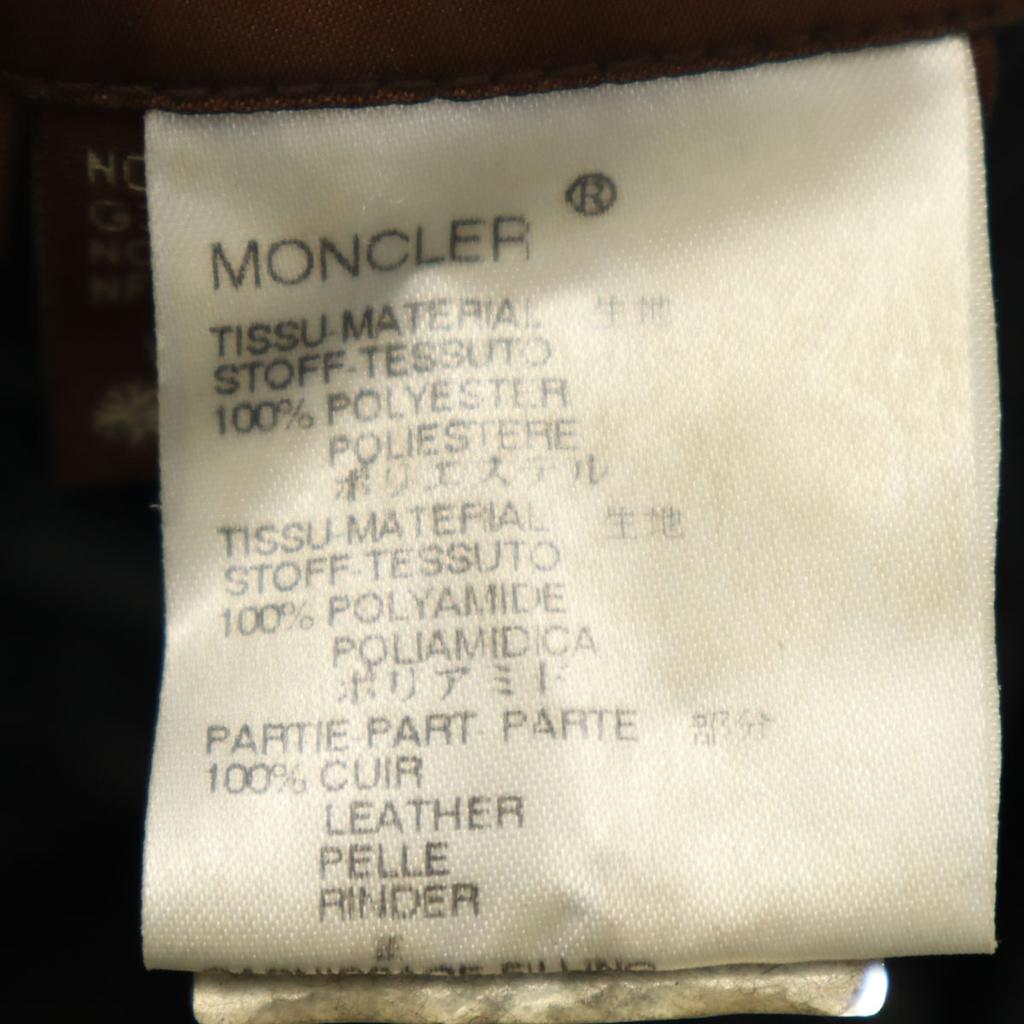 MONCLER ®
TISSU-MATERIAL 生地
STOFF-TESSUTO
100% POLYESTER
POLIESTERE
ポリエステル
TISSU-MATERIAL 生地
STOFF-TESSUTO
100% POLYAMIDE
POLIAMIDICA
ポリアミド
PARTIE-PART- PARTE 部分
100% CUIR
LEATHER
PELLE
RINDER